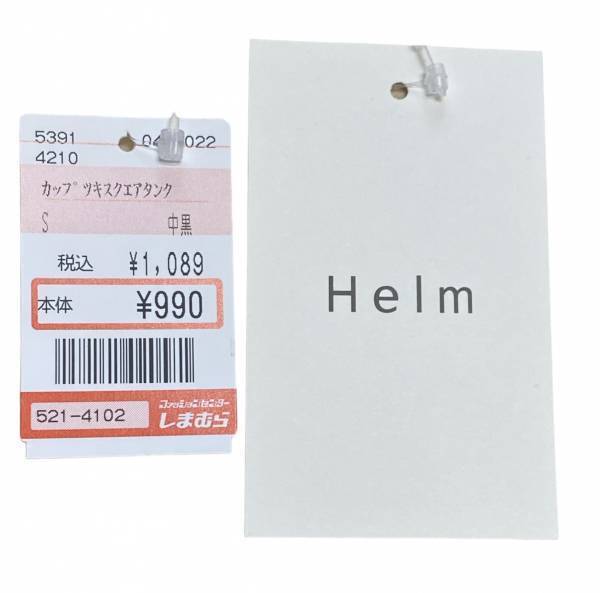 5391
4210
022
カップツキスクエアタンク
S 中黒
税込 ¥1,089
本体 ¥990
521-4102
ファッションセンター
しまむら
Helm